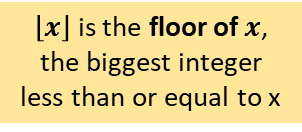 ⌊x⌋ is the floor of x,
the biggest integer
less than or equal to x